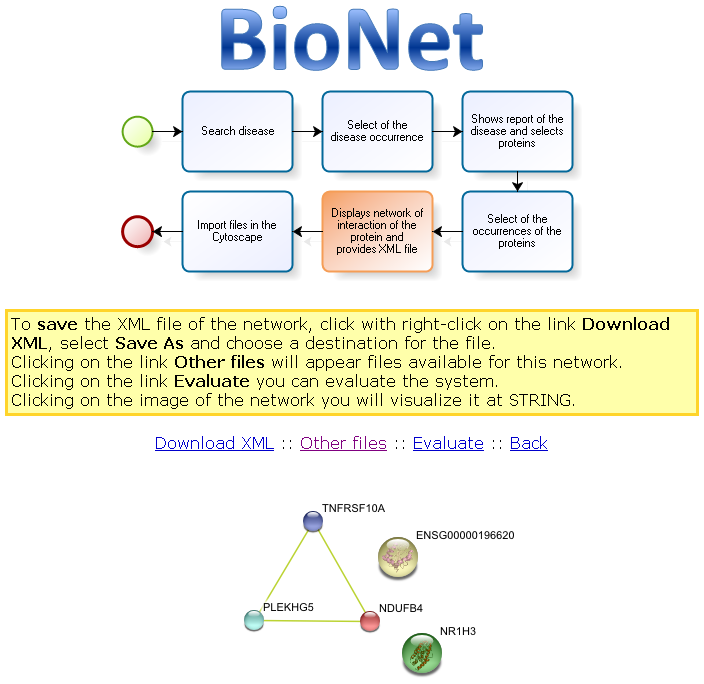 BioNet
Search disease
Select of the
disease occurrence
Shows report of the
disease and selects
proteins
Import files in the
Cytoscape
Displays network of
interaction of the
protein and
provides XML file
Select of the
occurrences of the
proteins
To save the XML file of the network, click with right-click on the link Download
XML, select Save As and choose a destination for the file.
Clicking on the link Other files will appear files available for this network.
Clicking on the link Evaluate you can evaluate the system.
Clicking on the image of the network you will visualize it at STRING.
Download XML :: Other files :: Evaluate :: Back
TNFRSF10A
ENSG00000196620
PLEKHG5
NDUFB4
NR1H3